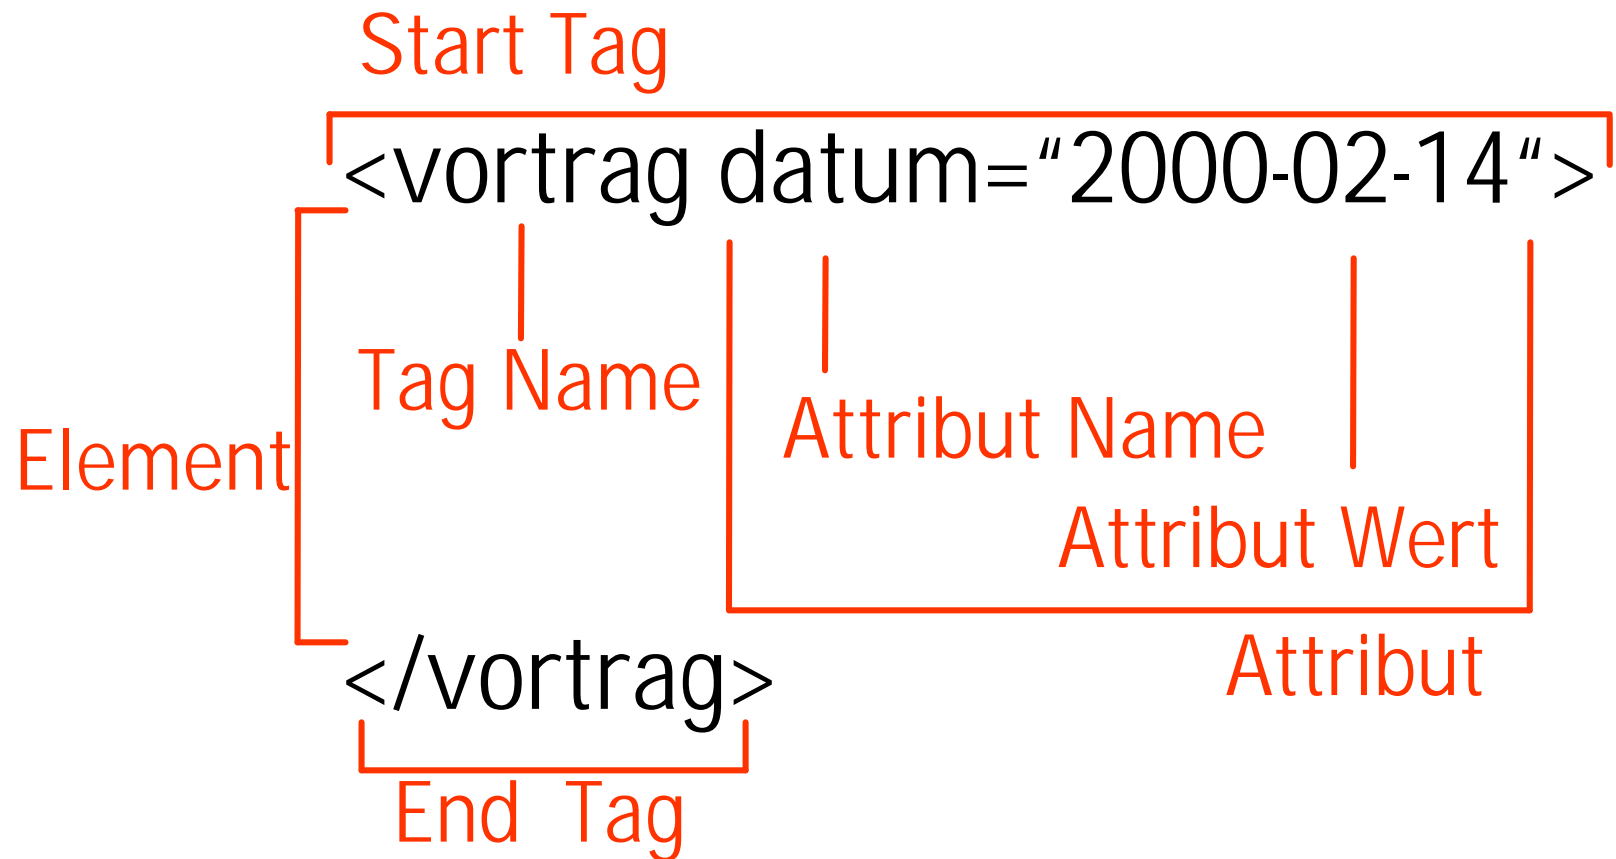 Start Tag
<vortrag datum=“2000-02-14“>
Tag Name
Attribut Name
Element
Attribut Wert
Attribut
</vortrag>
End Tag